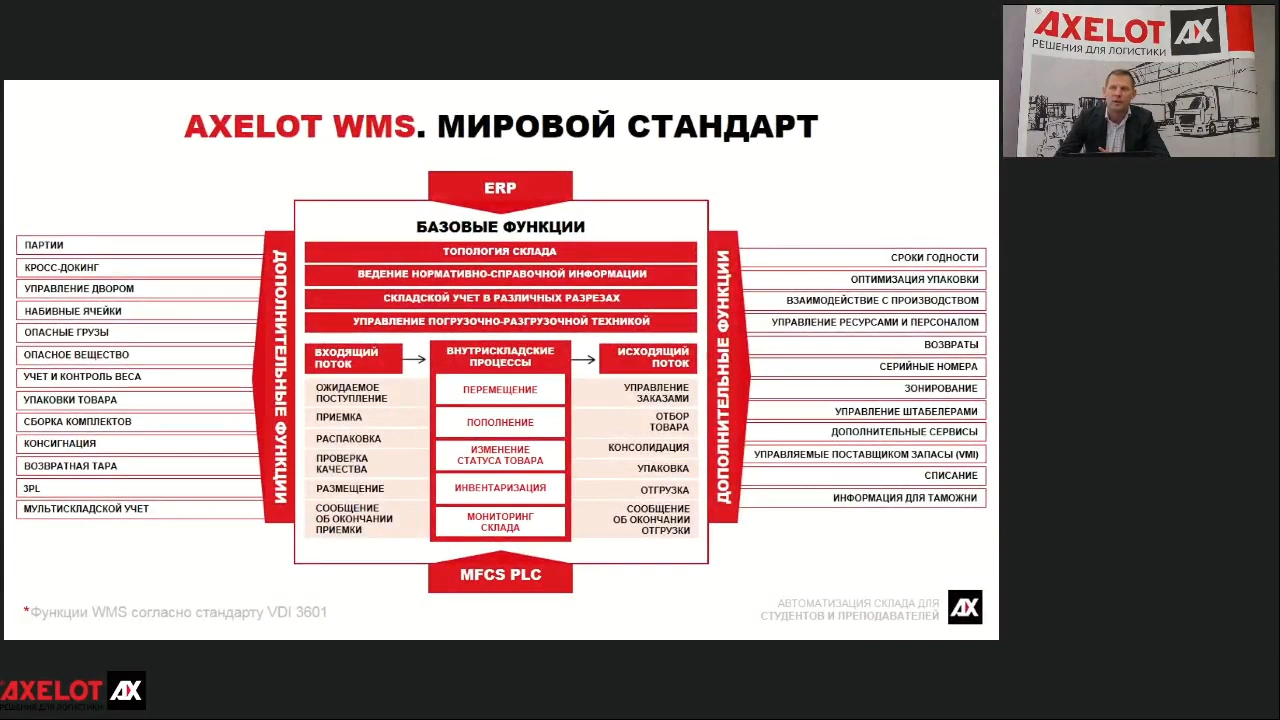 AXELOT WMS. МИРОВОЙ СТАНДАРТ
ERP
БАЗОВЫЕ ФУНКЦИИ
ТОПОЛОГИЯ СКЛАДА
ВЕДЕНИЕ НОРМАТИВНО-СПРАВОЧНОЙ ИНФОРМАЦИИ
СКЛАДСКОЙ УЧЕТ В РАЗЛИЧНЫХ РАЗРЕЗАХ
УПРАВЛЕНИЕ ПОГРУЗОЧНО-РАЗГРУЗОЧНОЙ ТЕХНИКОЙ
ПАРТИИ
КРОСС-ДОКИНГ
УПРАВЛЕНИЕ ДВОРОМ
НАБИВНЫЕ ЯЧЕЙКИ
ОПАСНЫЕ ГРУЗЫ
ОПАСНОЕ ВЕЩЕСТВО
УЧЕТ И КОНТРОЛЬ ВЕСА
УПАКОВКИ ТОВАРА
СБОРКА КОМПЛЕКТОВ
КОНСИГНАЦИЯ
ВОЗВРАТНАЯ ТАРА
3PL
МУЛЬТИСКЛАДСКОЙ УЧЕТ
ДОПОЛНИТЕЛЬНЫЕ ФУНКЦИИ
ВХОДЯЩИЙ
ПОТОК
ОЖИДАЕМОЕ
ПОСТУПЛЕНИЕ
ПРИЕМКА
РАСПАКОВКА
ПРОВЕРКА
КАЧЕСТВА
РАЗМЕЩЕНИЕ
СООБЩЕНИЕ
ОБ ОКОНЧАНИИ
ПРИЕМКИ
ВНУТРИСКЛАДСКИЕ
ПРОЦЕССЫ
ПЕРЕМЕЩЕНИЕ
ПОПОЛНЕНИЕ
ИЗМЕНЕНИЕ
СТАТУСА ТОВАРА
ИНВЕНТАРИЗАЦИЯ
МОНИТОРИНГ
СКЛАДА
ИСХОДЯЩИЙ
ПОТОК
УПРАВЛЕНИЕ
ЗАКАЗАМИ
ОТБОР
ТОВАРА
КОНСОЛИДАЦИЯ
УПАКОВКА
ОТГРУЗКА
СООБЩЕНИЕ
ОБ ОКОНЧАНИИ
ОТГРУЗКИ
ДОПОЛНИТЕЛЬНЫЕ ФУНКЦИИ
СРОКИ ГОДНОСТИ
ОПТИМИЗАЦИЯ УПАКОВКИ
ВЗАИМОДЕЙСТВИЕ С ПРОИЗВОДСТВОМ
УПРАВЛЕНИЕ РЕСУРСАМИ И ПЕРСОНАЛОМ
ВОЗВРАТЫ
СЕРИЙНЫЕ НОМЕРА
ЗОНИРОВАНИЕ
УПРАВЛЕНИЕ ШТАБЕЛЕРАМИ
ДОПОЛНИТЕЛЬНЫЕ СЕРВИСЫ
УПРАВЛЯЕМЫЕ ПОСТАВЩИКОМ ЗАПАСЫ (VMI)
СПИСАНИЕ
ИНФОРМАЦИЯ ДЛЯ ТАМОЖНИ
MFCS PLC
*Функции WMS согласно стандарту VDI 3601
АВТОМАТИЗАЦИЯ СКЛАДА ДЛЯ
СТУДЕНТОВ И ПРЕПОДАВАТЕЛЕЙ
AX
®AXELOT AX
РЕШЕНИЯ ДЛЯ ЛОГИСТИКИ
®AXELOT AX
РЕШЕНИЯ ДЛЯ ЛОГИСТИКИ